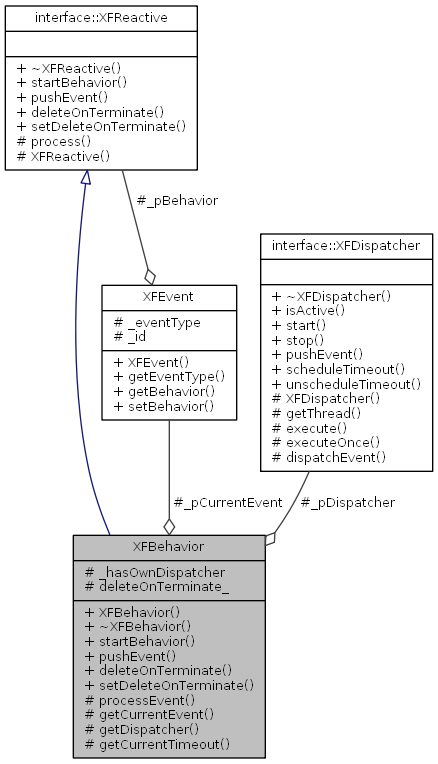 interface::XFReactive
+ ~XFReactive()
+ startBehavior()
+ pushEvent()
+ deleteOnTerminate()
+ setDeleteOnTerminate()
# process()
# XFReactive()
#_pBehavior
interface::XFDispatcher
+ ~XFDispatcher()
+ isActive()
+ start()
+ stop()
+ pushEvent()
+ scheduleTimeout()
+ unscheduleTimeout()
# XFDispatcher()
# getThread()
# execute()
# executeOnce()
# dispatchEvent()
XFEvent
# _eventType
# _id
+ XFEvent()
+ getEventType()
+ getBehavior()
+ setBehavior()
#_pCurrentEvent
#_pDispatcher
XFBehavior
# _hasOwnDispatcher
# deleteOnTerminate_
+ XFBehavior()
+ ~XFBehavior()
+ startBehavior()
+ pushEvent()
+ deleteOnTerminate()
+ setDeleteOnTerminate()
# processEvent()
# getCurrentEvent()
# getDispatcher()
# getCurrentTimeout()